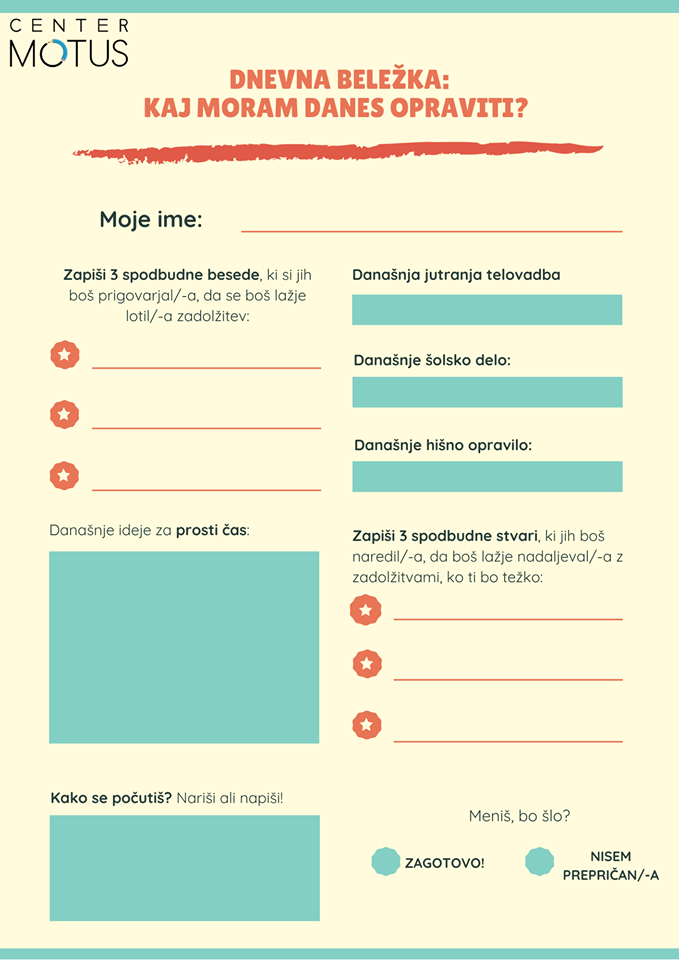 CENTER
MOTUS
DNEVNA BELEŽKA:
KAJ MORAM DANES OPRAVITI?
Moje ime:
Zapiši 3 spodbudne besede, ki si jih
boš prigovarjal/-a, da se boš lažje
lotil/-a zadolžitev:
Današnja jutranja telovadba
Današnje šolsko delo:
Današnje hišno opravilo:
Današnje ideje za prosti čas:
Zapiši 3 spodbudne stvari, ki jih boš
naredil/-a, da boš lažje nadaljeval/-a z
zadolžitvami, ko ti bo težko:
Kako se počutiš? Nariši ali napiši!
Meniš, bo šlo?
ZAGOTOVO!
NISEM
PREPRIČAN/-A